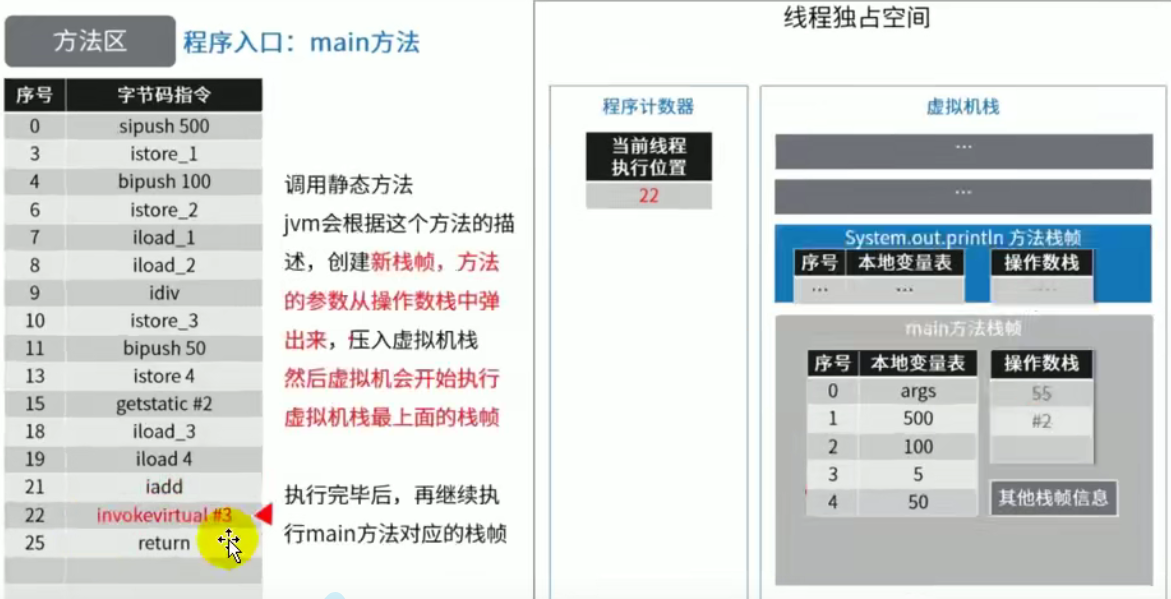 方法区
程序入口：main方法
序号 字节码指令
0 sipush 500
3 istore_1
4 bipush 100
6 istore_2
7 iload_1
8 iload_2
9 idiv
10 istore_3
11 bipush 50
13 istore 4
15 getstatic #2
18 iload_3
19 iload 4
21 iadd
22 invokevirtual #3
25 return
调用静态方法
jvm会根据这个方法的描
述，创建新栈帧，方法
的参数从操作数栈中弹
出来，压入虚拟机栈
然后虚拟机会开始执行
虚拟机栈最上面的栈帧
执行完毕后，再继续执
行main方法对应的栈帧
线程独占空间
程序计数器
当前线程
执行位置
22
虚拟机栈
...
...
System.out.println 方法栈帧
序号 本地变量表 操作数栈
... ... ....
main方法栈帧
序号 本地变量表 操作数栈
0 args 55
1 500 #2
2 100
3 5
4 50
其他栈帧信息